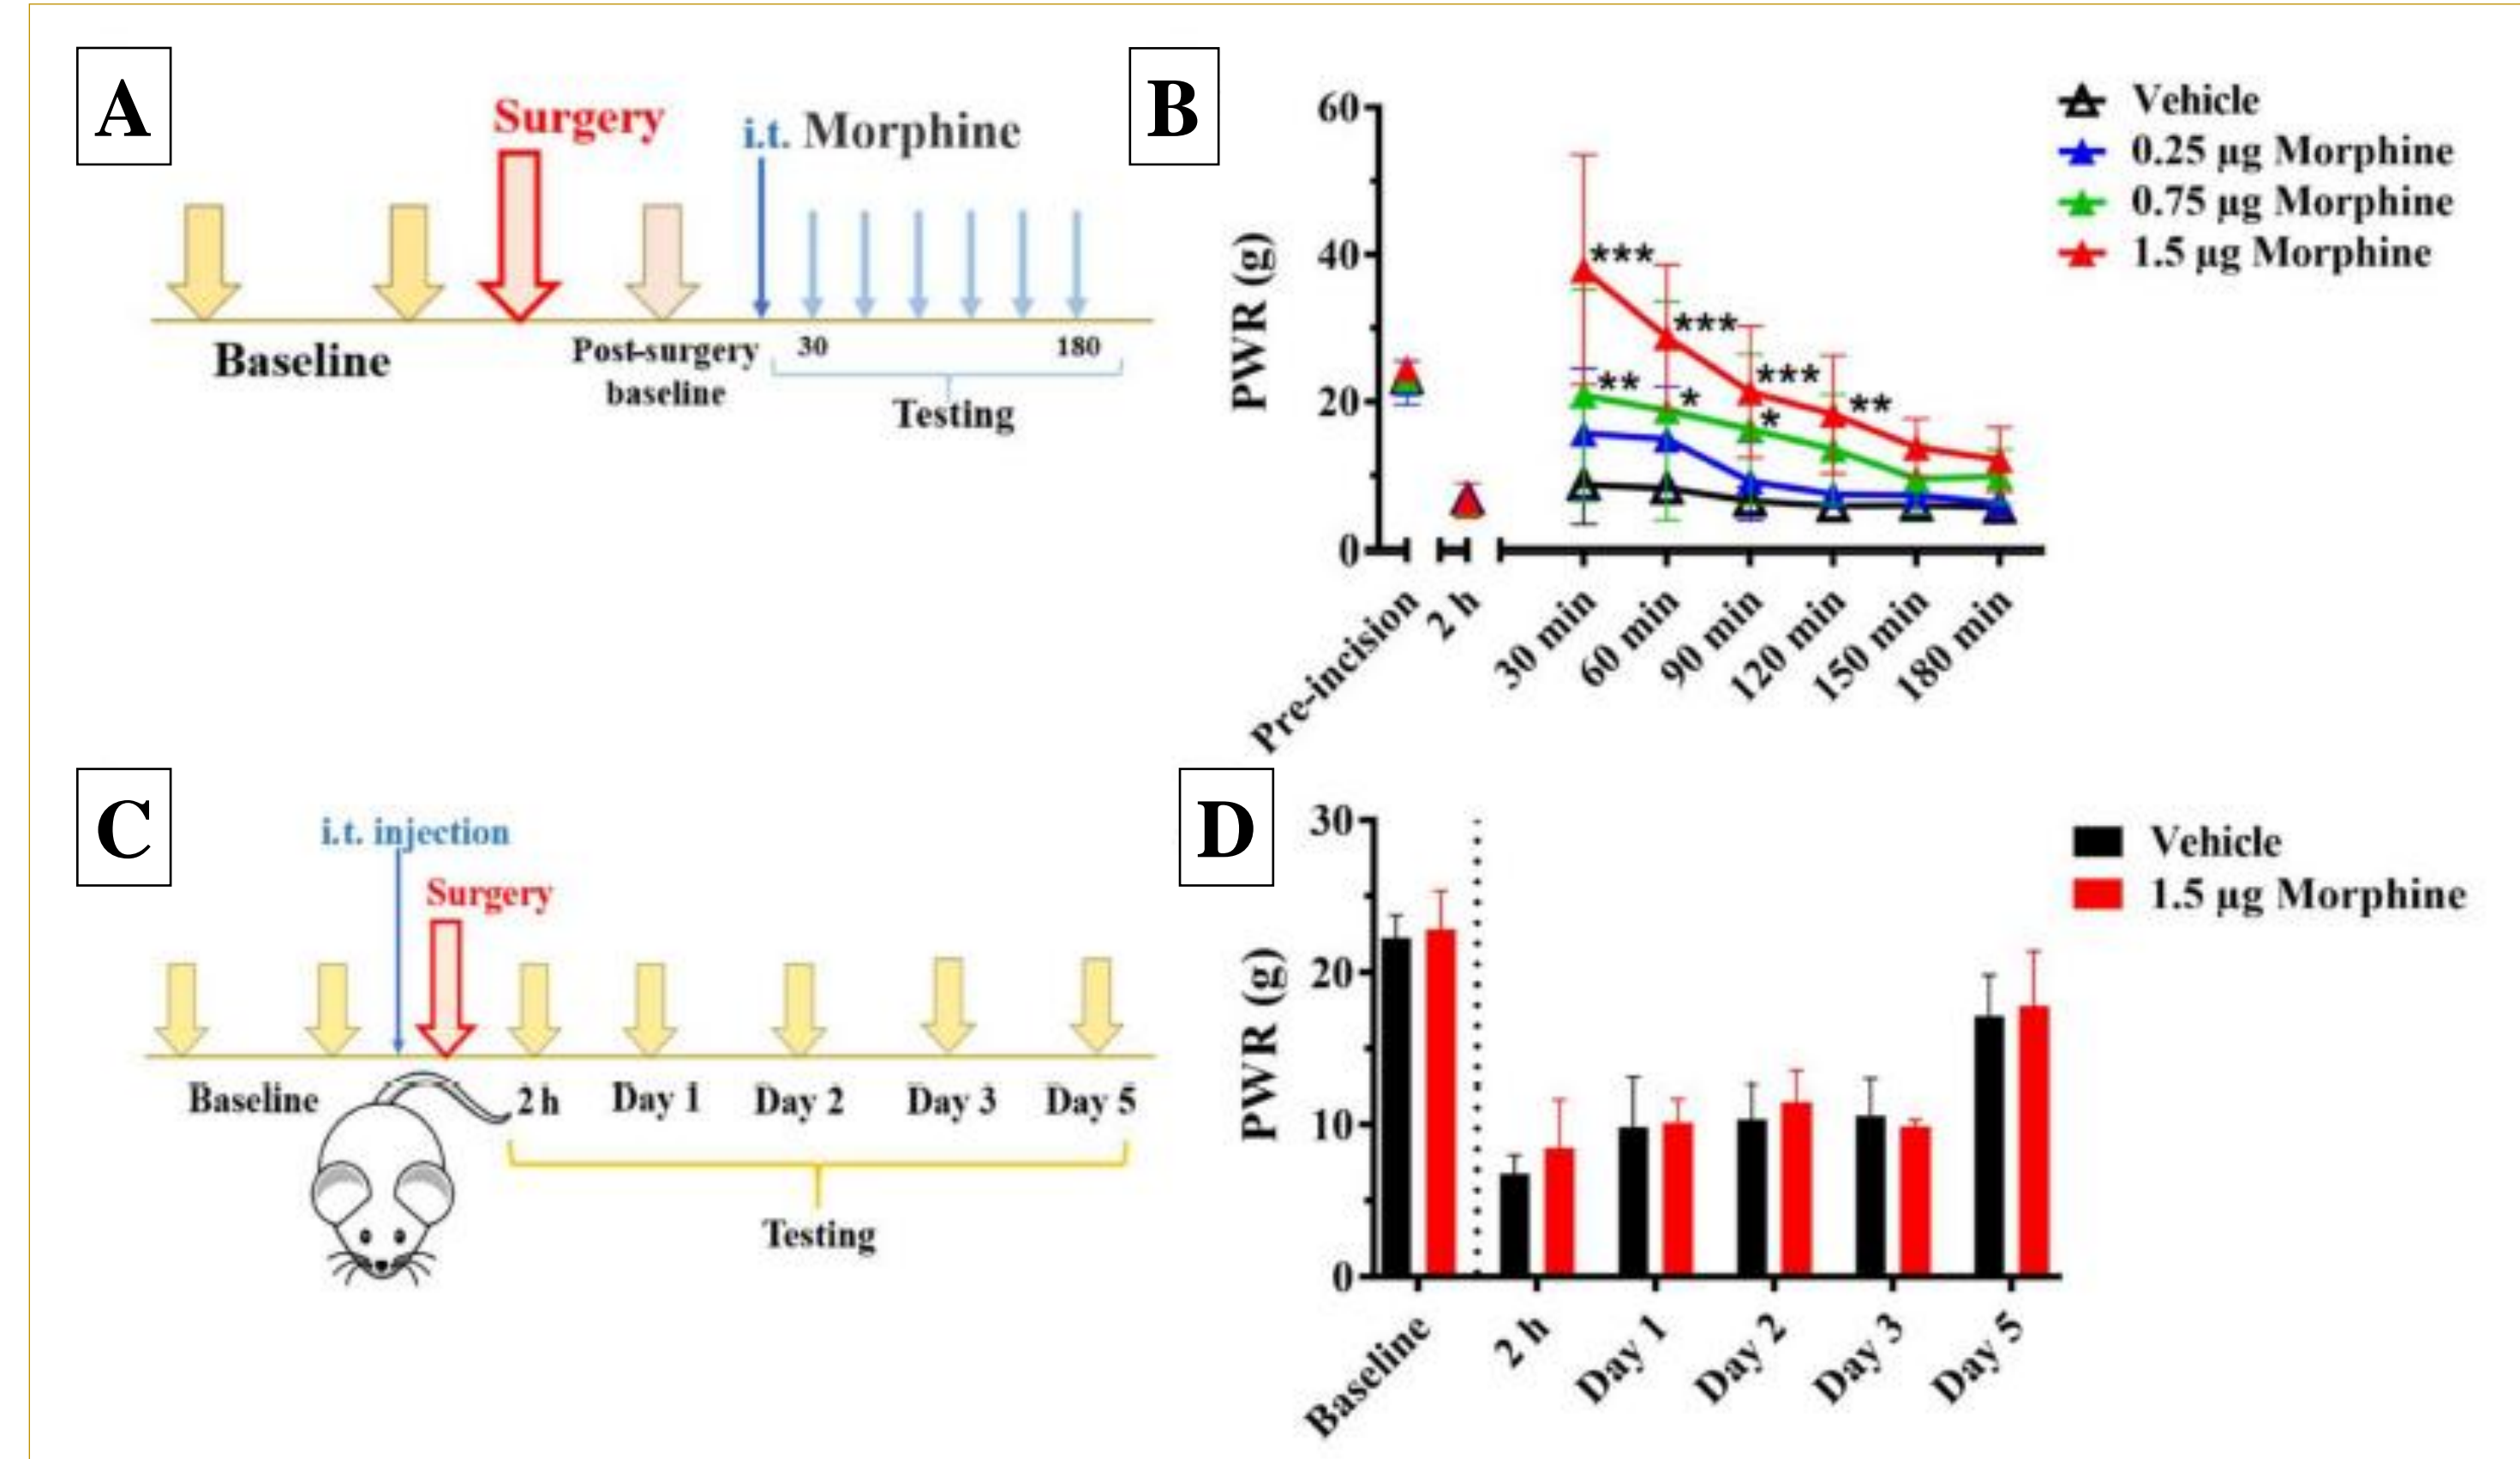 A
Surgery
i.t. Morphine
Baseline
Post-surgery
baseline
30
180
Testing
B
PWR (g)
60
40
20
0
***
***
***
**
**
*
*
Pre-incision
2 h
30 min
60 min
90 min
120 min
150 min
180 min
Vehicle
0.25 µg Morphine
0.75 µg Morphine
1.5 µg Morphine
C
i.t. injection
Surgery
Baseline
2 h
Day 1
Day 2
Day 3
Day 5
Testing
D
PWR (g)
30
20
10
0
Baseline
2 h
Day 1
Day 2
Day 3
Day 5
Vehicle
1.5 µg Morphine